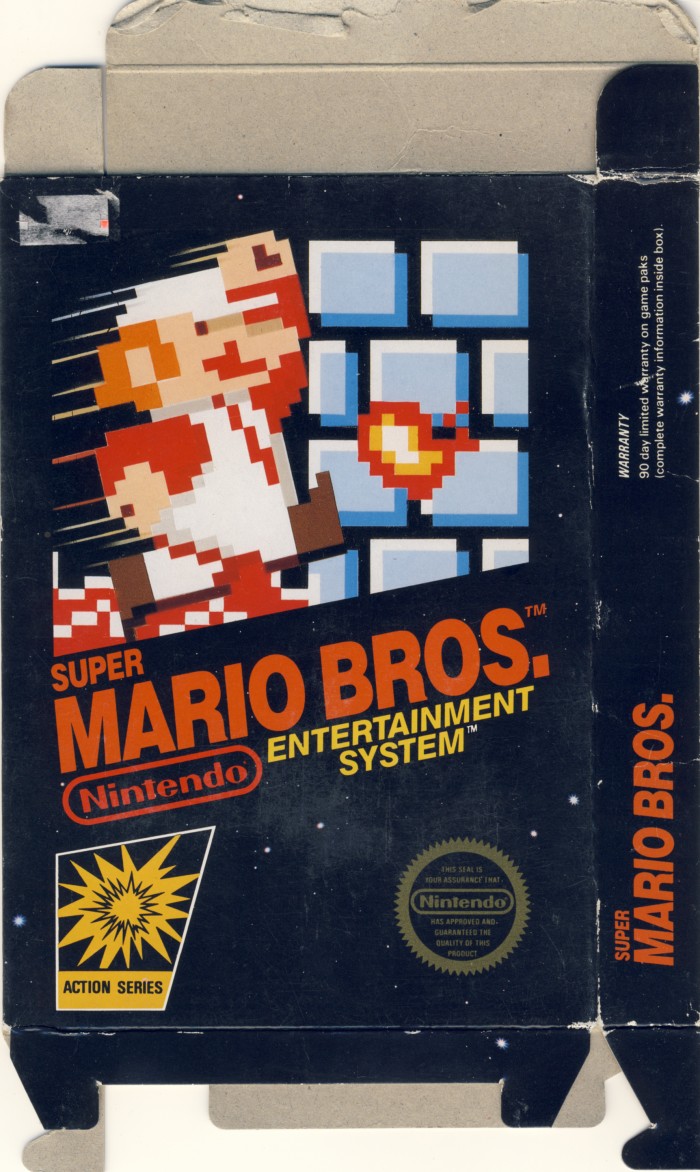 SUPER
MARIO BROS.™
Nintendo®
ENTERTAINMENT
SYSTEM™
ACTION SERIES
THIS SEAL IS
YOUR ASSURANCE THAT
Nintendo®
HAS APPROVED AND
GUARANTEED THE
QUALITY OF THIS
PRODUCT
WARRANTY
90 day limited warranty on game paks
(complete warranty information inside box).
SUPER
MARIO BROS.